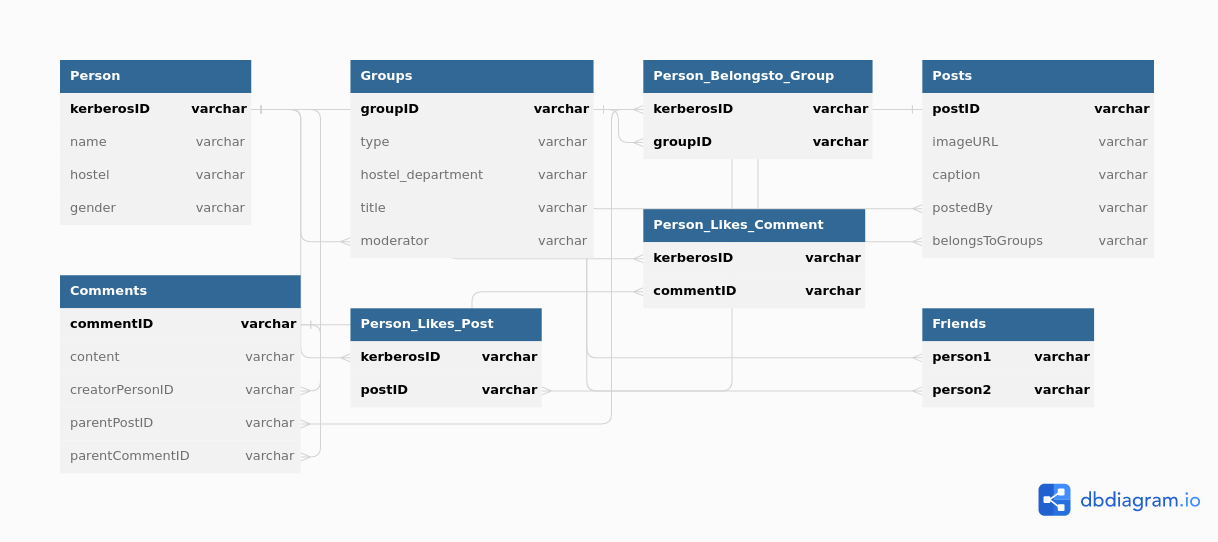 Person
kerberosID varchar
name varchar
hostel varchar
gender varchar
Groups
groupID varchar
type varchar
hostel_department varchar
title varchar
moderator varchar
Person_Belongsto_Group
kerberosID varchar
groupID varchar
Posts
postID varchar
imageURL varchar
caption varchar
postedBy varchar
belongsToGroups varchar
Person_Likes_Comment
kerberosID varchar
commentID varchar
Comments
commentID varchar
content varchar
creatorPersonID varchar
parentPostID varchar
parentCommentID varchar
Person_Likes_Post
kerberosID varchar
postID varchar
Friends
person1 varchar
person2 varchar
dbdiagram.io